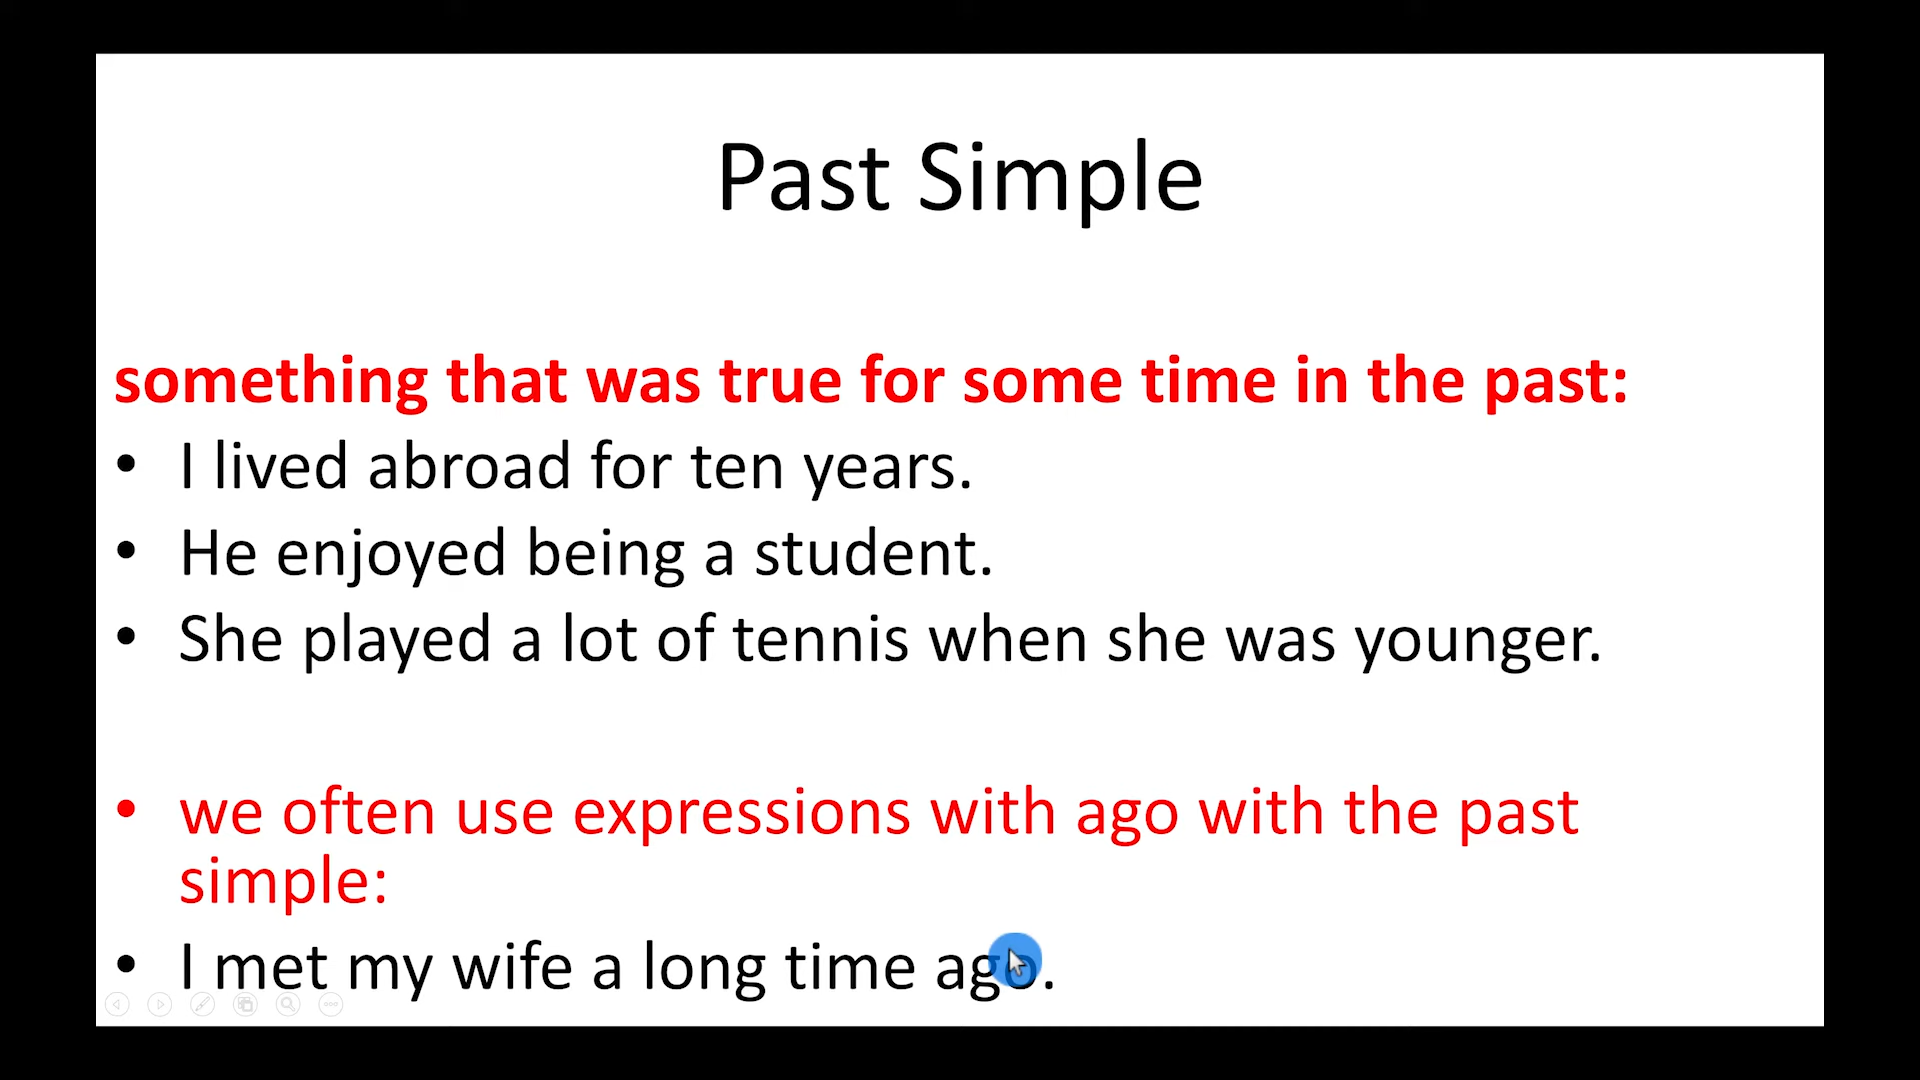 Past Simple
something that was true for some time in the past:
• I lived abroad for ten years.
• He enjoyed being a student.
• She played a lot of tennis when she was younger.
• we often use expressions with ago with the past
simple:
• I met my wife a long time ago.